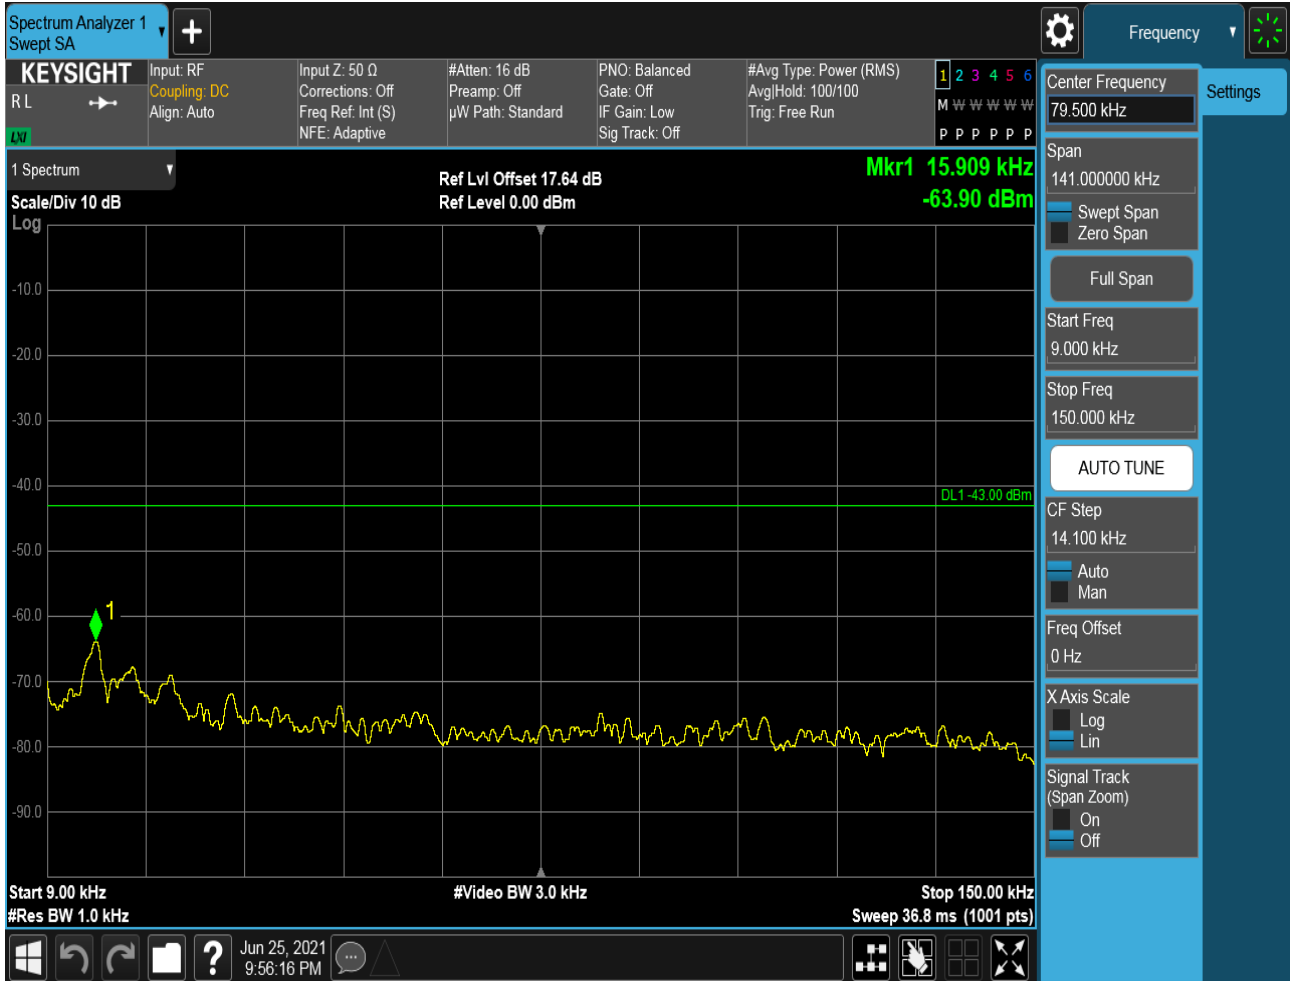 Spectrum Analyzer 1
Swept SA
Frequency
KEYSIGHT
R L
LXI
Input: RF
Coupling: DC
Align: Auto
Input Z: 50 Ω
Corrections: Off
Freq Ref: Int (S)
NFE: Adaptive
#Atten: 16 dB
Preamp: Off
µW Path: Standard
PNO: Balanced
Gate: Off
IF Gain: Low
Sig Track: Off
#Avg Type: Power (RMS)
Avg|Hold: 100/100
Trig: Free Run
1 2 3 4 5 6
M W W W W W
P P P P P P
1 Spectrum
Scale/Div 10 dB
Log
Ref Lvl Offset 17.64 dB
Ref Level 0.00 dBm
Mkr1 15.909 kHz
-63.90 dBm
-10.0
-20.0
-30.0
-40.0
DL1 -43.00 dBm
-50.0
-60.0
1
-70.0
-80.0
-90.0
Start 9.00 kHz
#Res BW 1.0 kHz
#Video BW 3.0 kHz
Stop 150.00 kHz
Sweep 36.8 ms (1001 pts)
Jun 25, 2021
9:56:16 PM
?
Center Frequency
79.500 kHz
Settings
Span
141.000000 kHz
Swept Span
Zero Span
Full Span
Start Freq
9.000 kHz
Stop Freq
150.000 kHz
AUTO TUNE
CF Step
14.100 kHz
Auto
Man
Freq Offset
0 Hz
X Axis Scale
Log
Lin
Signal Track
(Span Zoom)
On
Off